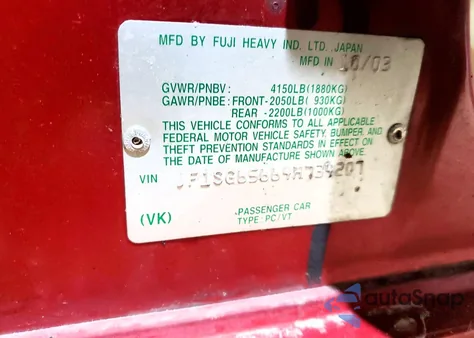 MFD BY FUJI HEAVY IND. LTD. JAPAN
MFD IN 10/03
GVWR/PNBV: 4150LB(1880KG)
GAWR/PNBE: FRONT-2050LB( 930KG)
REAR -2200LB(1000KG)
THIS VEHICLE CONFORMS TO ALL APPLICABLE
FEDERAL MOTOR VEHICLE SAFETY, BUMPER, AND
THEFT PREVENTION STANDARDS IN EFFECT ON
THE DATE OF MANUFACTURE SHOWN ABOVE.
VIN JF1SG65664H739207
(VK) PASSENGER CAR
TYPE: PC/VT
autoSnap